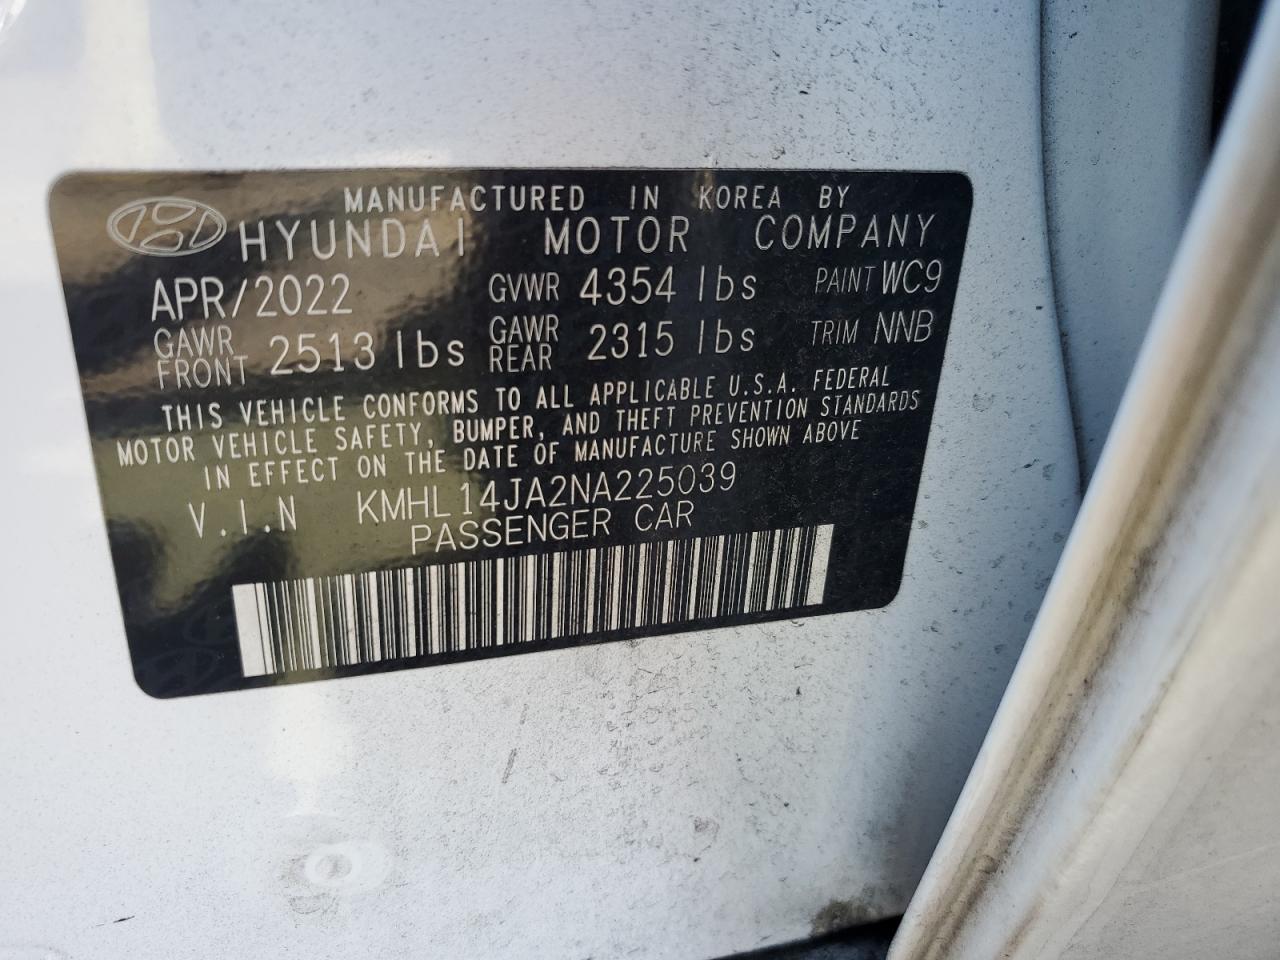 MANUFACTURED IN KOREA BY
HYUNDAI MOTOR COMPANY
APR/2022 GVWR 4354 lbs PAINT WC9
GAWR FRONT 2513 lbs GAWR REAR 2315 lbs TRIM NNB
THIS VEHICLE CONFORMS TO ALL APPLICABLE U.S.A. FEDERAL
MOTOR VEHICLE SAFETY, BUMPER, AND THEFT PREVENTION STANDARDS
IN EFFECT ON THE DATE OF MANUFACTURE SHOWN ABOVE
V.I.N KMHL14JA2NA225039
PASSENGER CAR